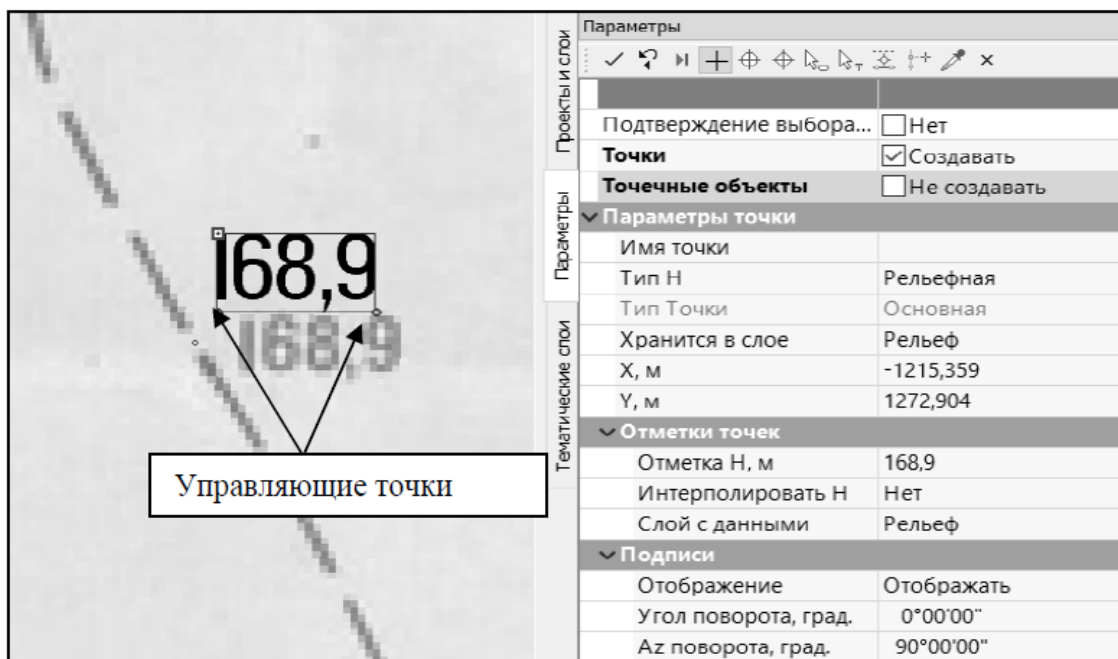 168,9
168,9
Управляющие точки
Проекты и слои
Параметры
Тематические слои
Параметры
Подтверждение выбора... Нет
Точки Создавать
Точечные объекты Не создавать
Параметры точки
Имя точки
Тип Н Рельефная
Тип Точки Основная
Хранится в слое Рельеф
X, м -1215,359
Y, м 1272,904
Отметки точек
Отметка Н, м 168,9
Интерполировать Н Нет
Слой с данными Рельеф
Подписи
Отображение Отображать
Угол поворота, град. 0°00'00"
Az поворота, град. 90°00'00"